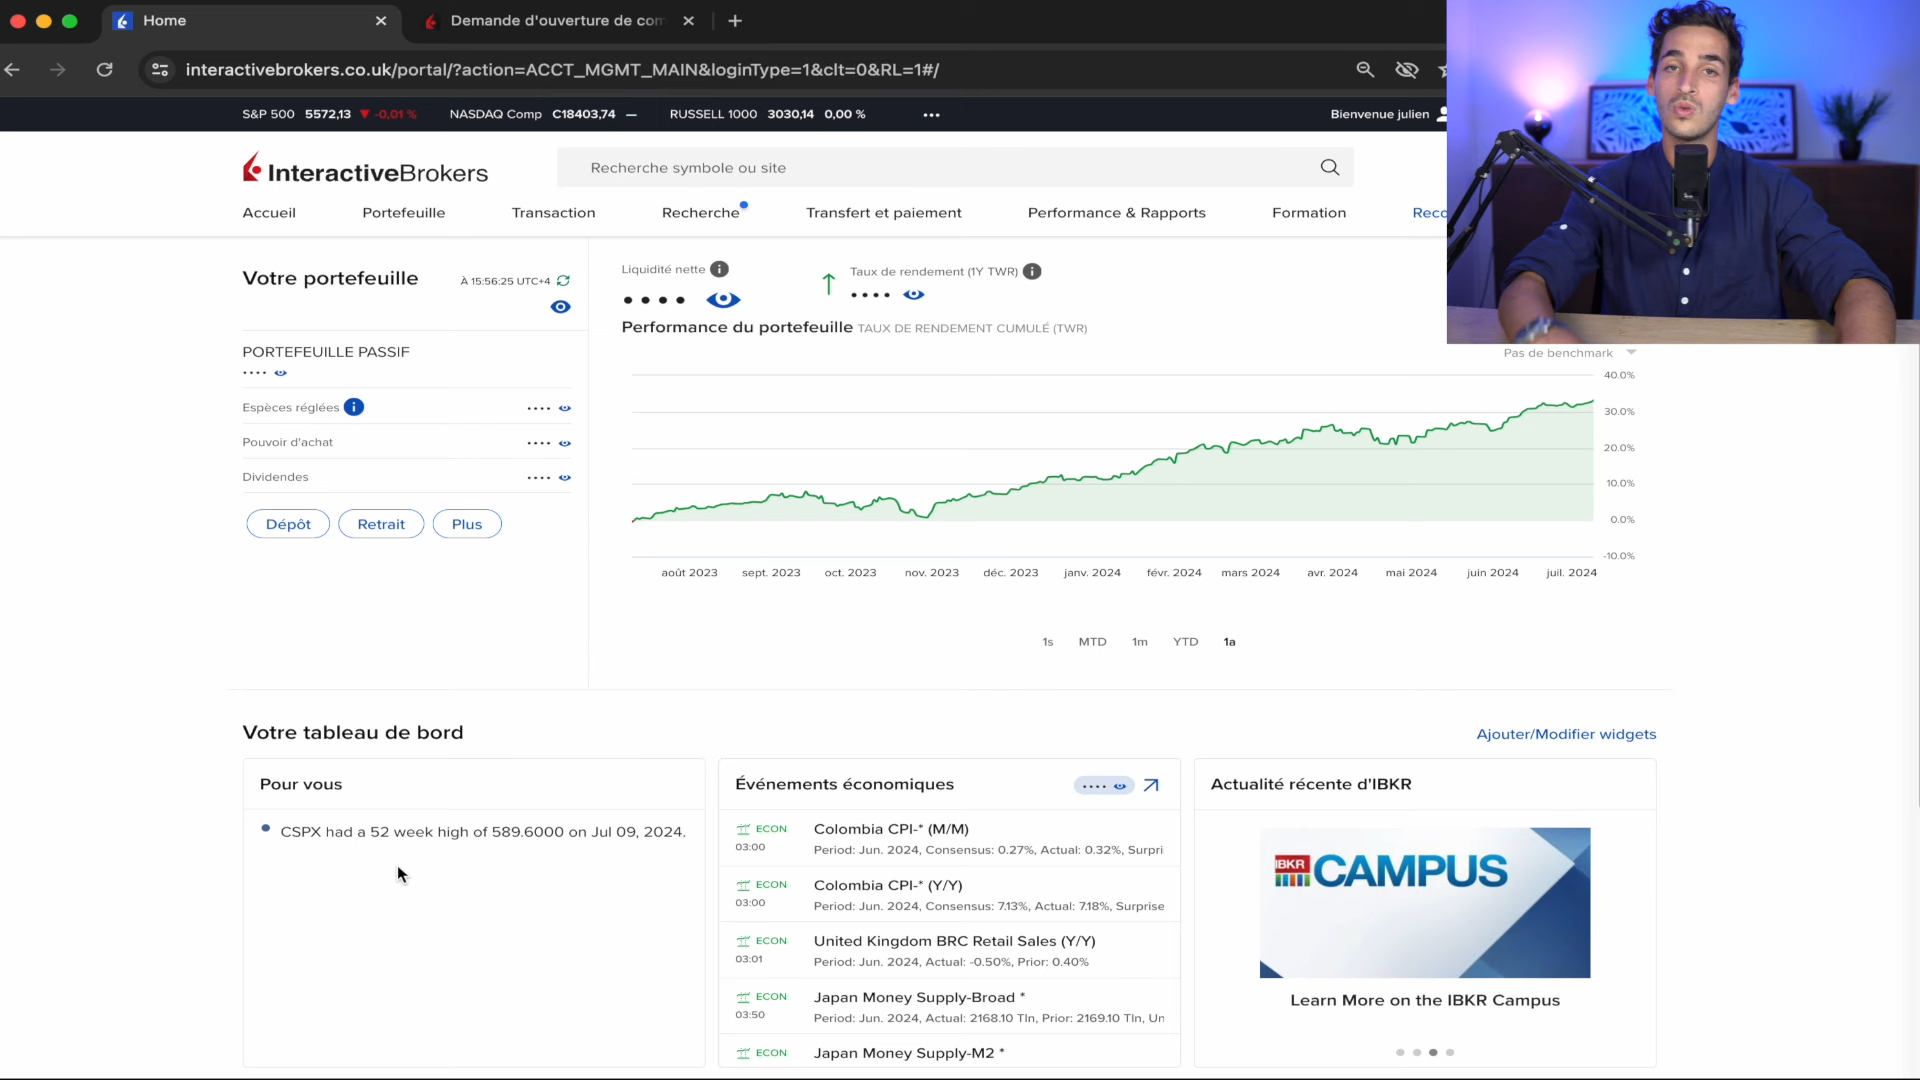 Home
Demande d'ouverture de com
interactivebrokers.co.uk/portal/?action=ACCT_MGMT_MAIN&loginType=1&clt=0&RL=1#/
S&P 500 5572,13 ▼ -0,01 % NASDAQ Comp C18403,74 — RUSSELL 1000 3030,14 0,00 % •••
Bienvenue julien
InteractiveBrokers
Recherche symbole ou site
Accueil Portefeuille Transaction Recherche Transfert et paiement Performance & Rapports Formation Reco
Votre portefeuille
À 15:56:25 UTC+4
PORTEFEUILLE PASSIF
••••
Espèces réglées ••••
Pouvoir d'achat ••••
Dividendes ••••
Dépôt Retrait Plus
Liquidité nette
••••
Taux de rendement (1Y TWR)
••••
Performance du portefeuille TAUX DE RENDEMENT CUMULÉ (TWR)
Pas de benchmark
40.0%
30.0%
20.0%
10.0%
0.0%
-10.0%
août 2023 sept. 2023 oct. 2023 nov. 2023 déc. 2023 janv. 2024 févr. 2024 mars 2024 avr. 2024 mai 2024 juin 2024 juil. 2024
1s MTD 1m YTD 1a
Votre tableau de bord
Ajouter/Modifier widgets
Pour vous
CSPX had a 52 week high of 589.6000 on Jul 09, 2024.
Événements économiques
••••
ECON Colombia CPI-* (M/M)
03:00 Period: Jun. 2024, Consensus: 0.27%, Actual: 0.32%, Surpri
ECON Colombia CPI-* (Y/Y)
03:00 Period: Jun. 2024, Consensus: 7.13%, Actual: 7.18%, Surprise
ECON United Kingdom BRC Retail Sales (Y/Y)
03:01 Period: Jun. 2024, Actual: -0.50%, Prior: 0.40%
ECON Japan Money Supply-Broad *
03:50 Period: Jun. 2024, Actual: 2168.10 Tln, Prior: 2169.10 Tln, Un
ECON Japan Money Supply-M2 *
Actualité récente d'IBKR
IBKR CAMPUS
Learn More on the IBKR Campus